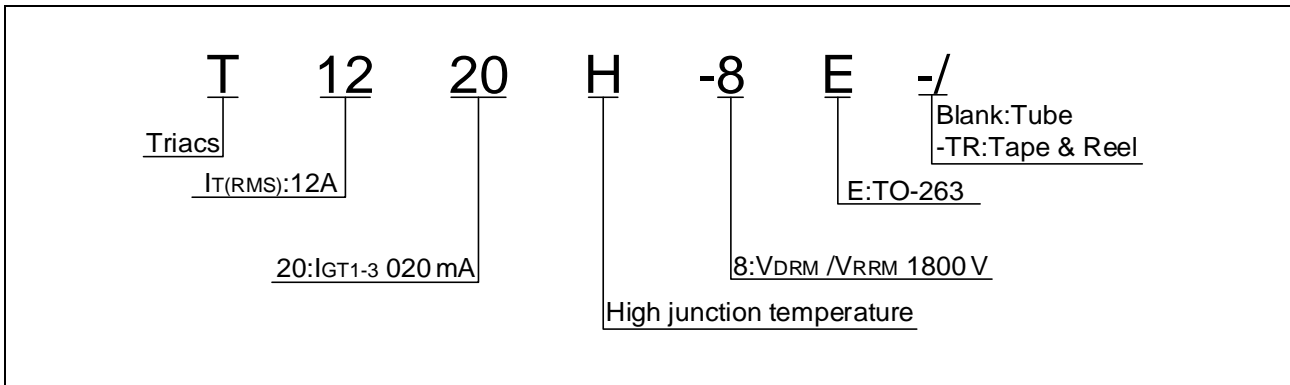 T 12 20 H -8 E -/
Blank:Tube
-TR:Tape & Reel
Triacs
IT(RMS):12A
E:TO-263
20:IGT1-3 020 mA
8:VDRM /VRRM 1800 V
High junction temperature